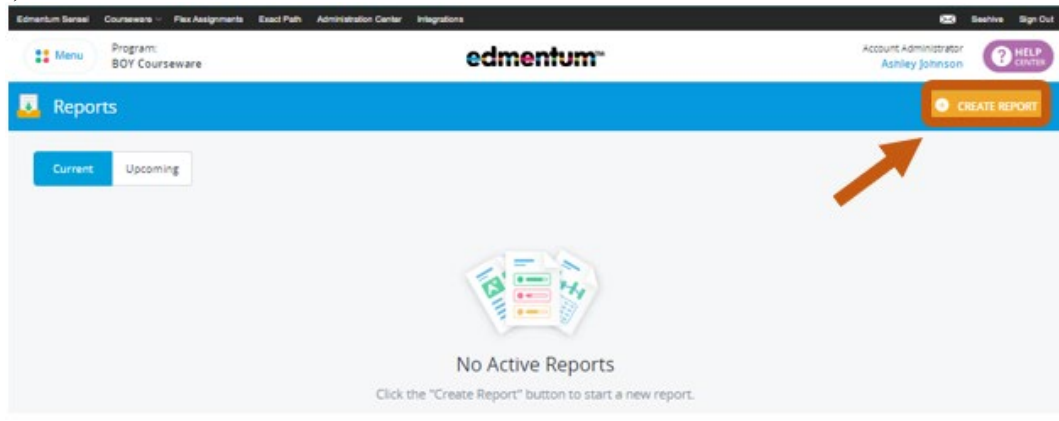 Edmentum Sensei Courseware Flex Assignments Exact Path Administration Center Integrations Beehive Sign Out
Menu
Program:
BOY Courseware
edmentum™
Account Administrator
Ashley Johnson
? HELP CENTER
Reports
CREATE REPORT
Current Upcoming
No Active Reports
Click the "Create Report" button to start a new report.